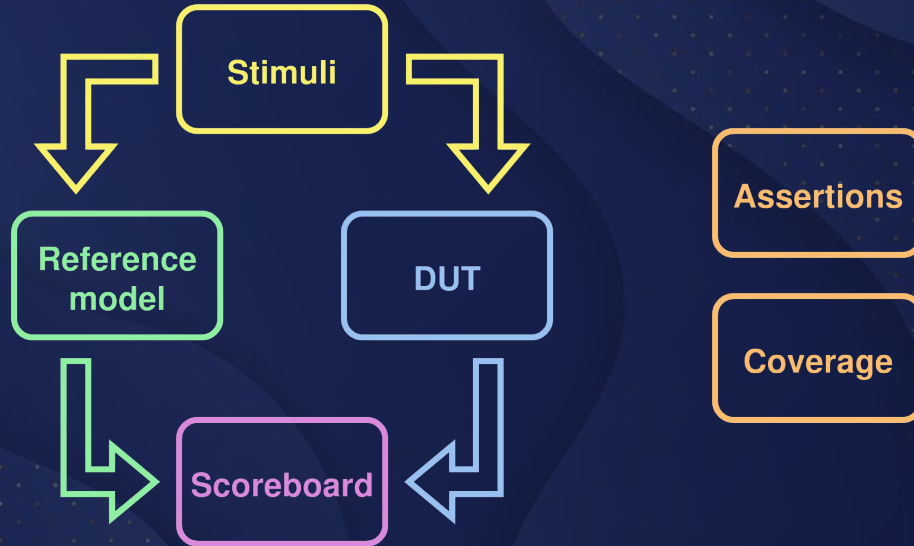 Stimuli
Assertions
Reference
model
DUT
Coverage
Scoreboard